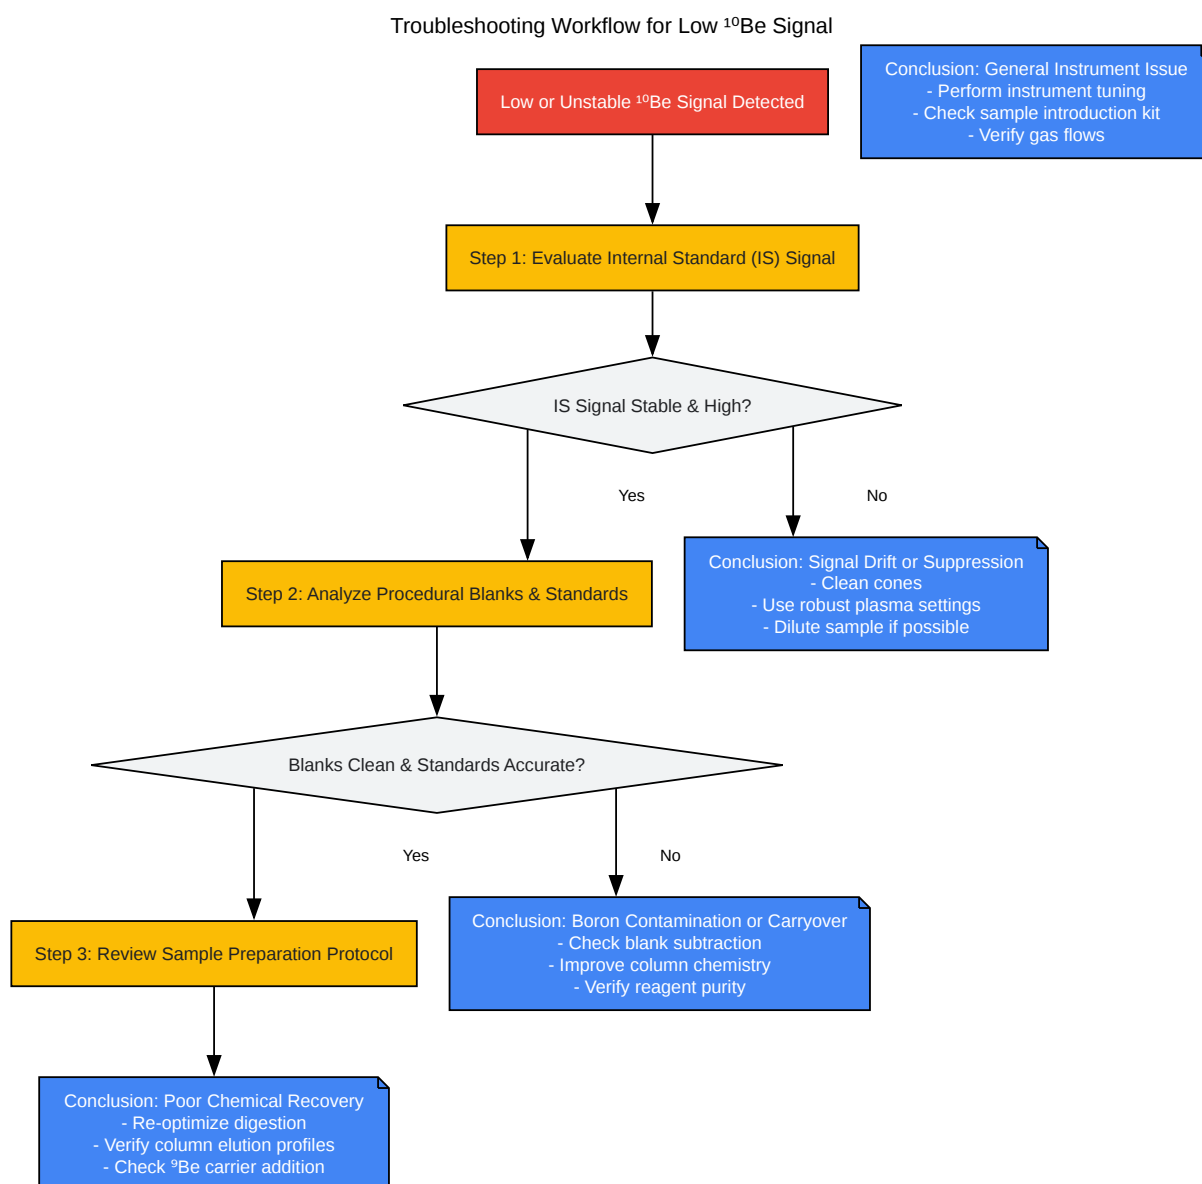 Troubleshooting Workflow for Low ¹⁰Be Signal
Low or Unstable ¹⁰Be Signal Detected
Conclusion: General Instrument Issue
- Perform instrument tuning
- Check sample introduction kit
- Verify gas flows
Step 1: Evaluate Internal Standard (IS) Signal
IS Signal Stable & High?
Yes
No
Conclusion: Signal Drift or Suppression
- Clean cones
- Use robust plasma settings
- Dilute sample if possible
Step 2: Analyze Procedural Blanks & Standards
Blanks Clean & Standards Accurate?
Yes
No
Conclusion: Boron Contamination or Carryover
- Check blank subtraction
- Improve column chemistry
- Verify reagent purity
Step 3: Review Sample Preparation Protocol
Conclusion: Poor Chemical Recovery
- Re-optimize digestion
- Verify column elution profiles
- Check ⁹Be carrier addition